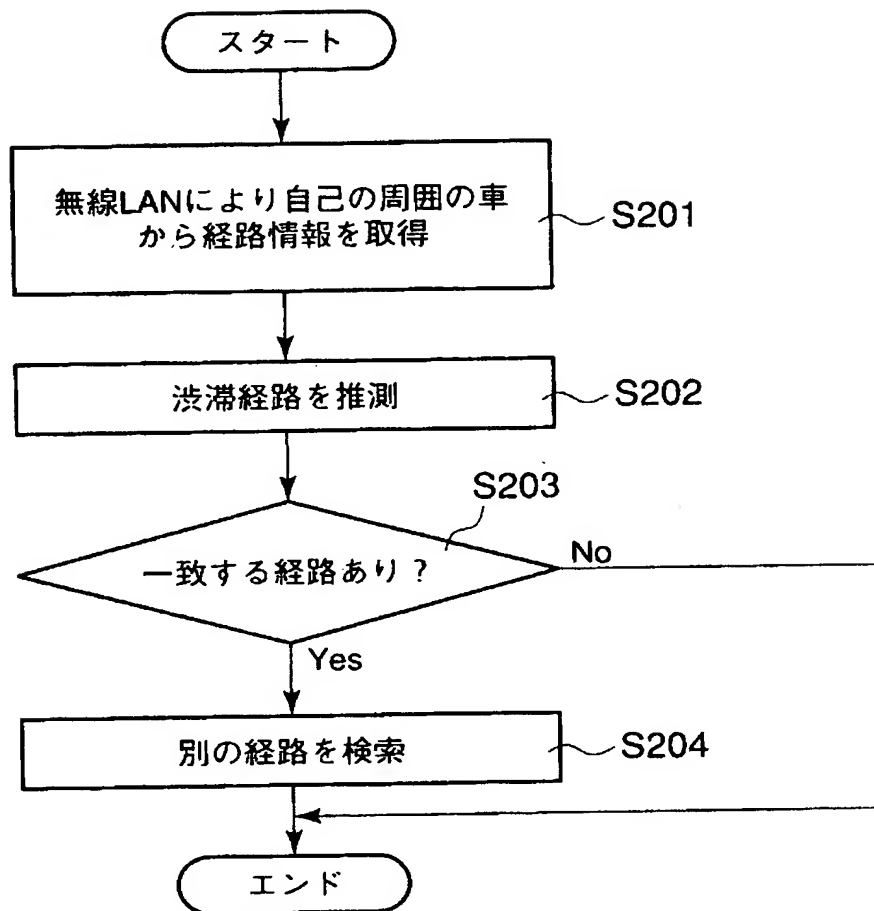 スタート
無線LANにより自己の周囲の車
から経路情報を取得
S201
渋滞経路を推測
S202
S203
一致する経路あり？
No
Yes
別の経路を検索
S204
エンド